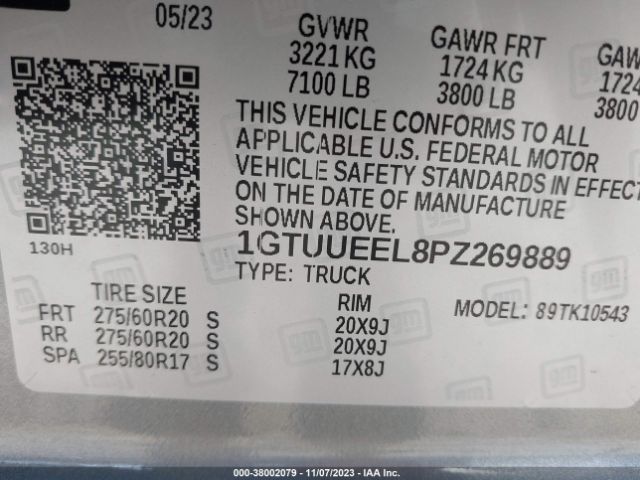 05/23
GVWR
3221 KG
7100 LB
GAWR FRT
1724 KG
3800 LB
1724
3800
THIS VEHICLE CONFORMS TO ALL
APPLICABLE U.S. FEDERAL MOTOR
VEHICLE SAFETY STANDARDS IN EFFECT
ON THE DATE OF MANUFACTURE
SHOWN ABOVE.
130H
1GTUUEEL8PZ269889
TYPE: TRUCK
MODEL: 89TK10543
TIRE SIZE RIM
FRT 275/60R20 S 20X9J
RR 275/60R20 S 20X9J
SPA 255/80R17 S 17X8J
gm
000-38002079 - 11/07/2023 - IAA Inc.